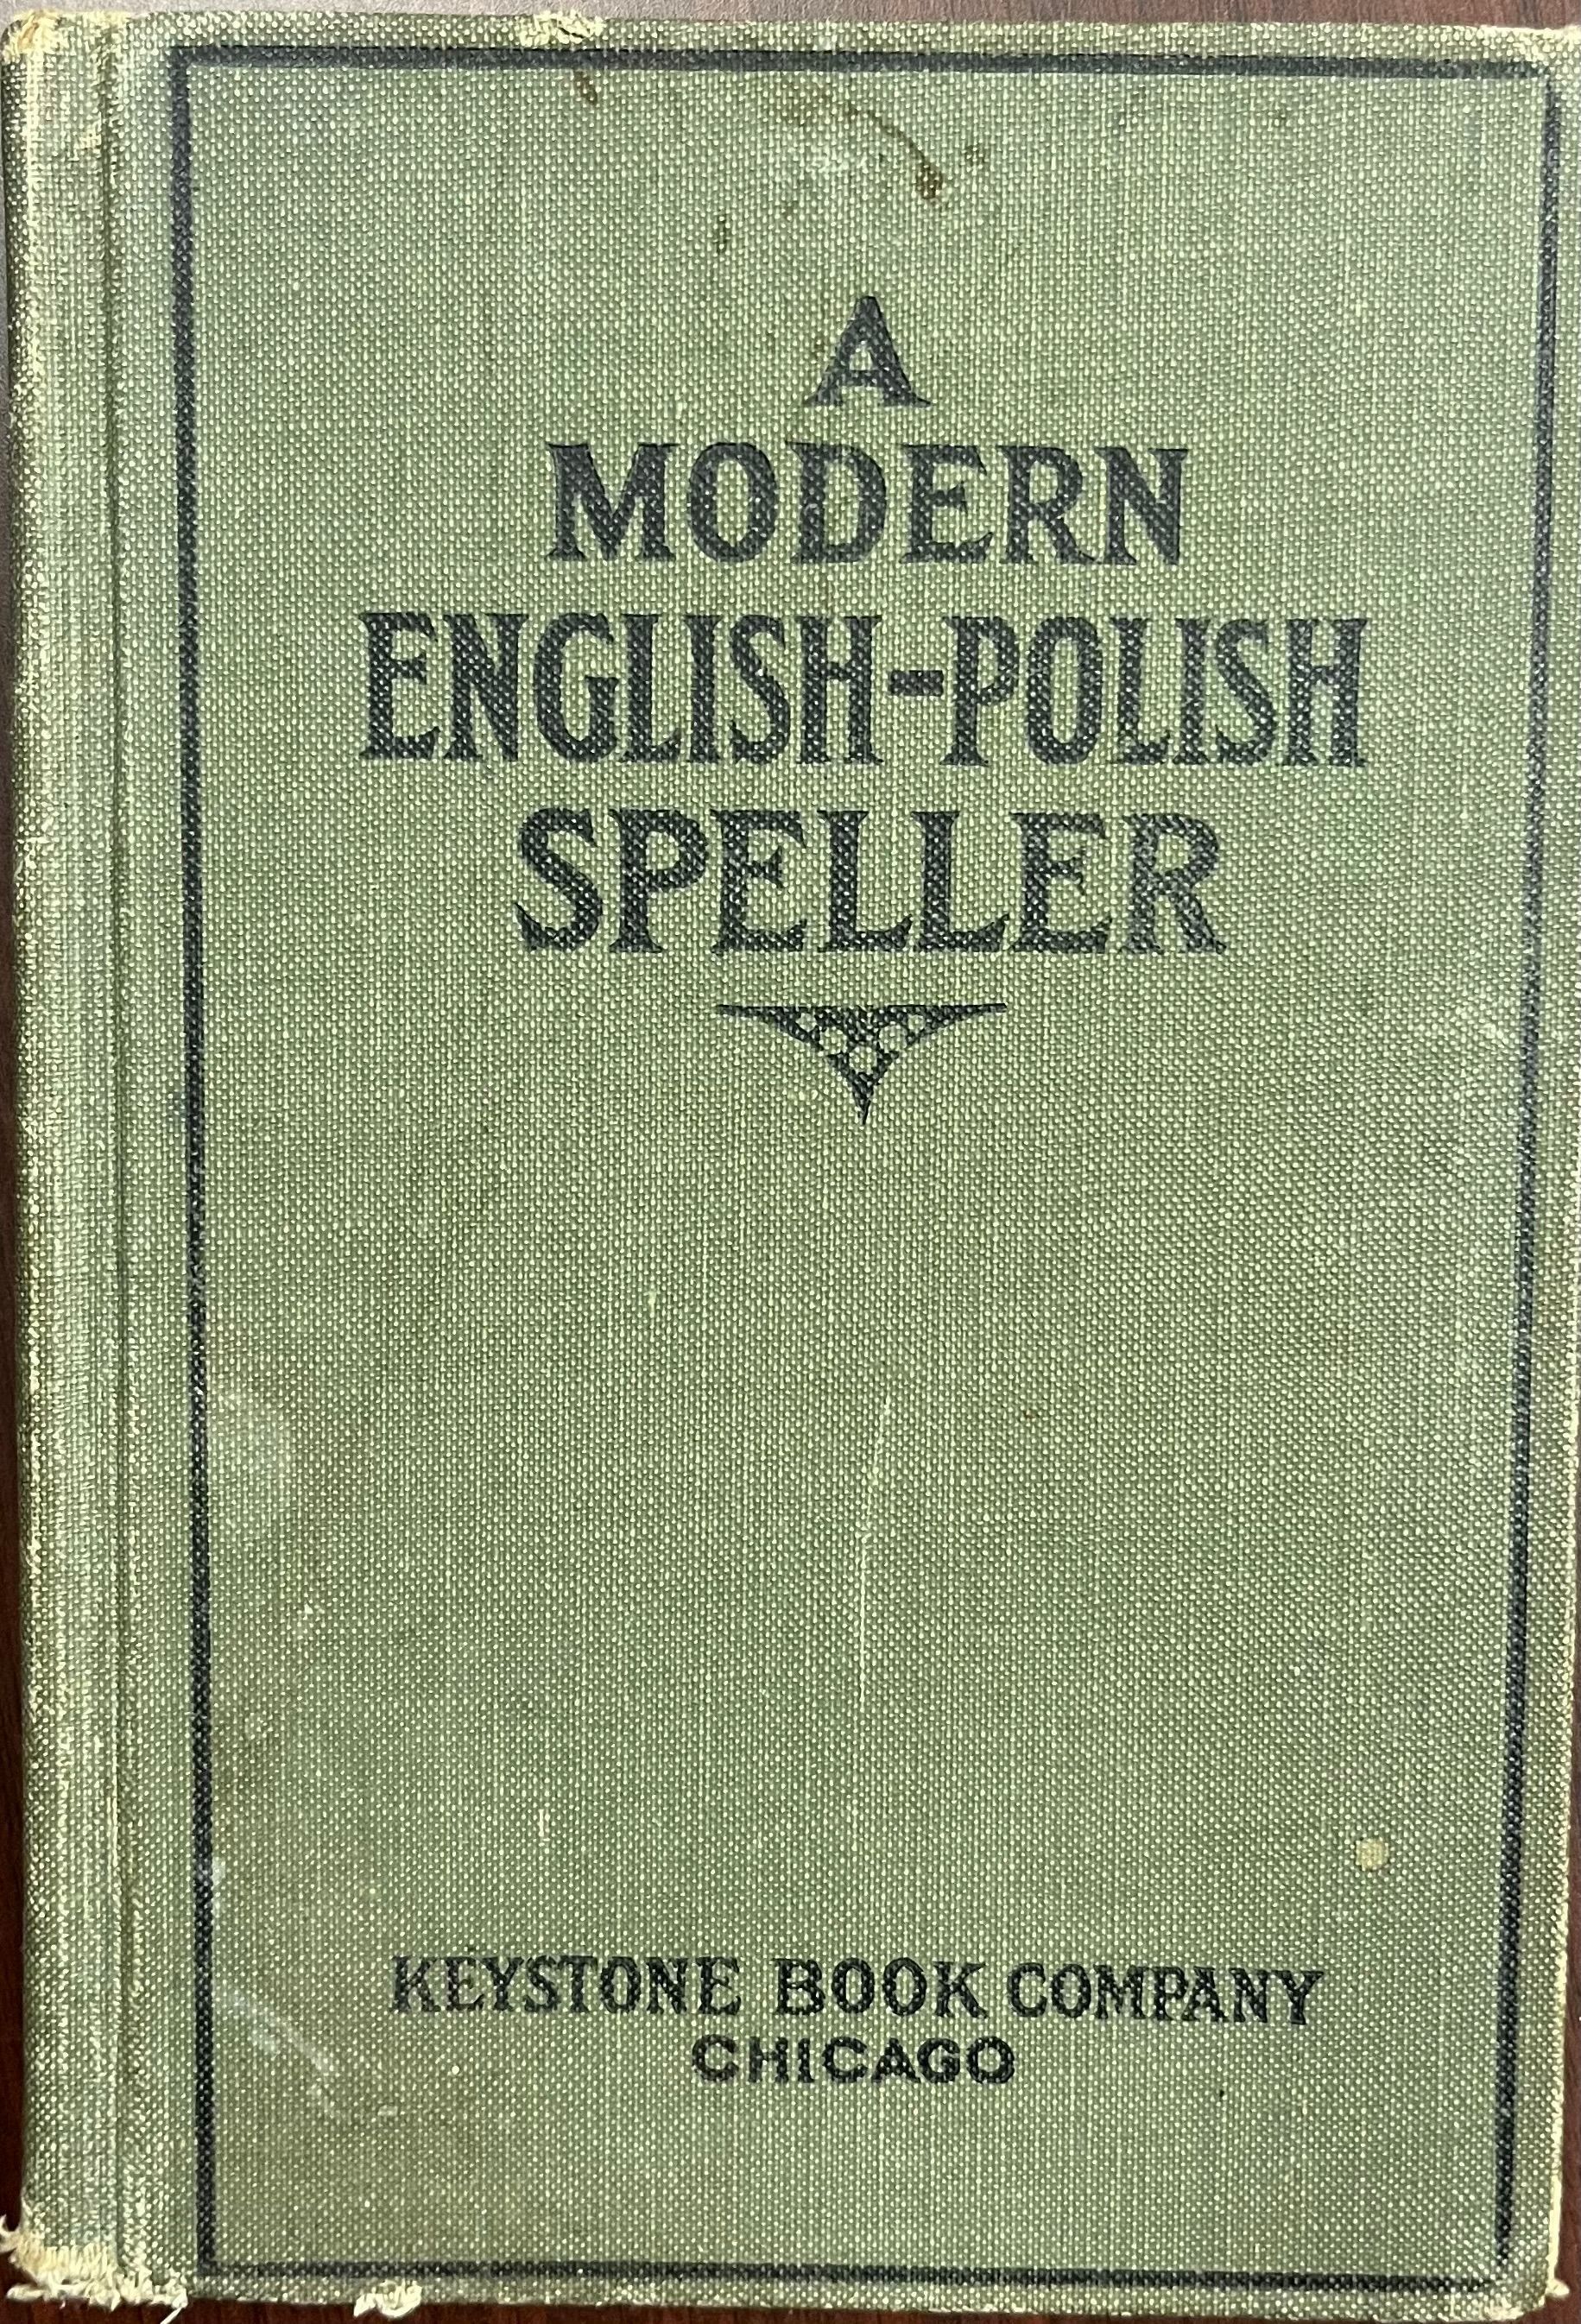 A
MODERN
ENGLISH-POLISH
SPELLER
KEYSTONE BOOK COMPANY
CHICAGO